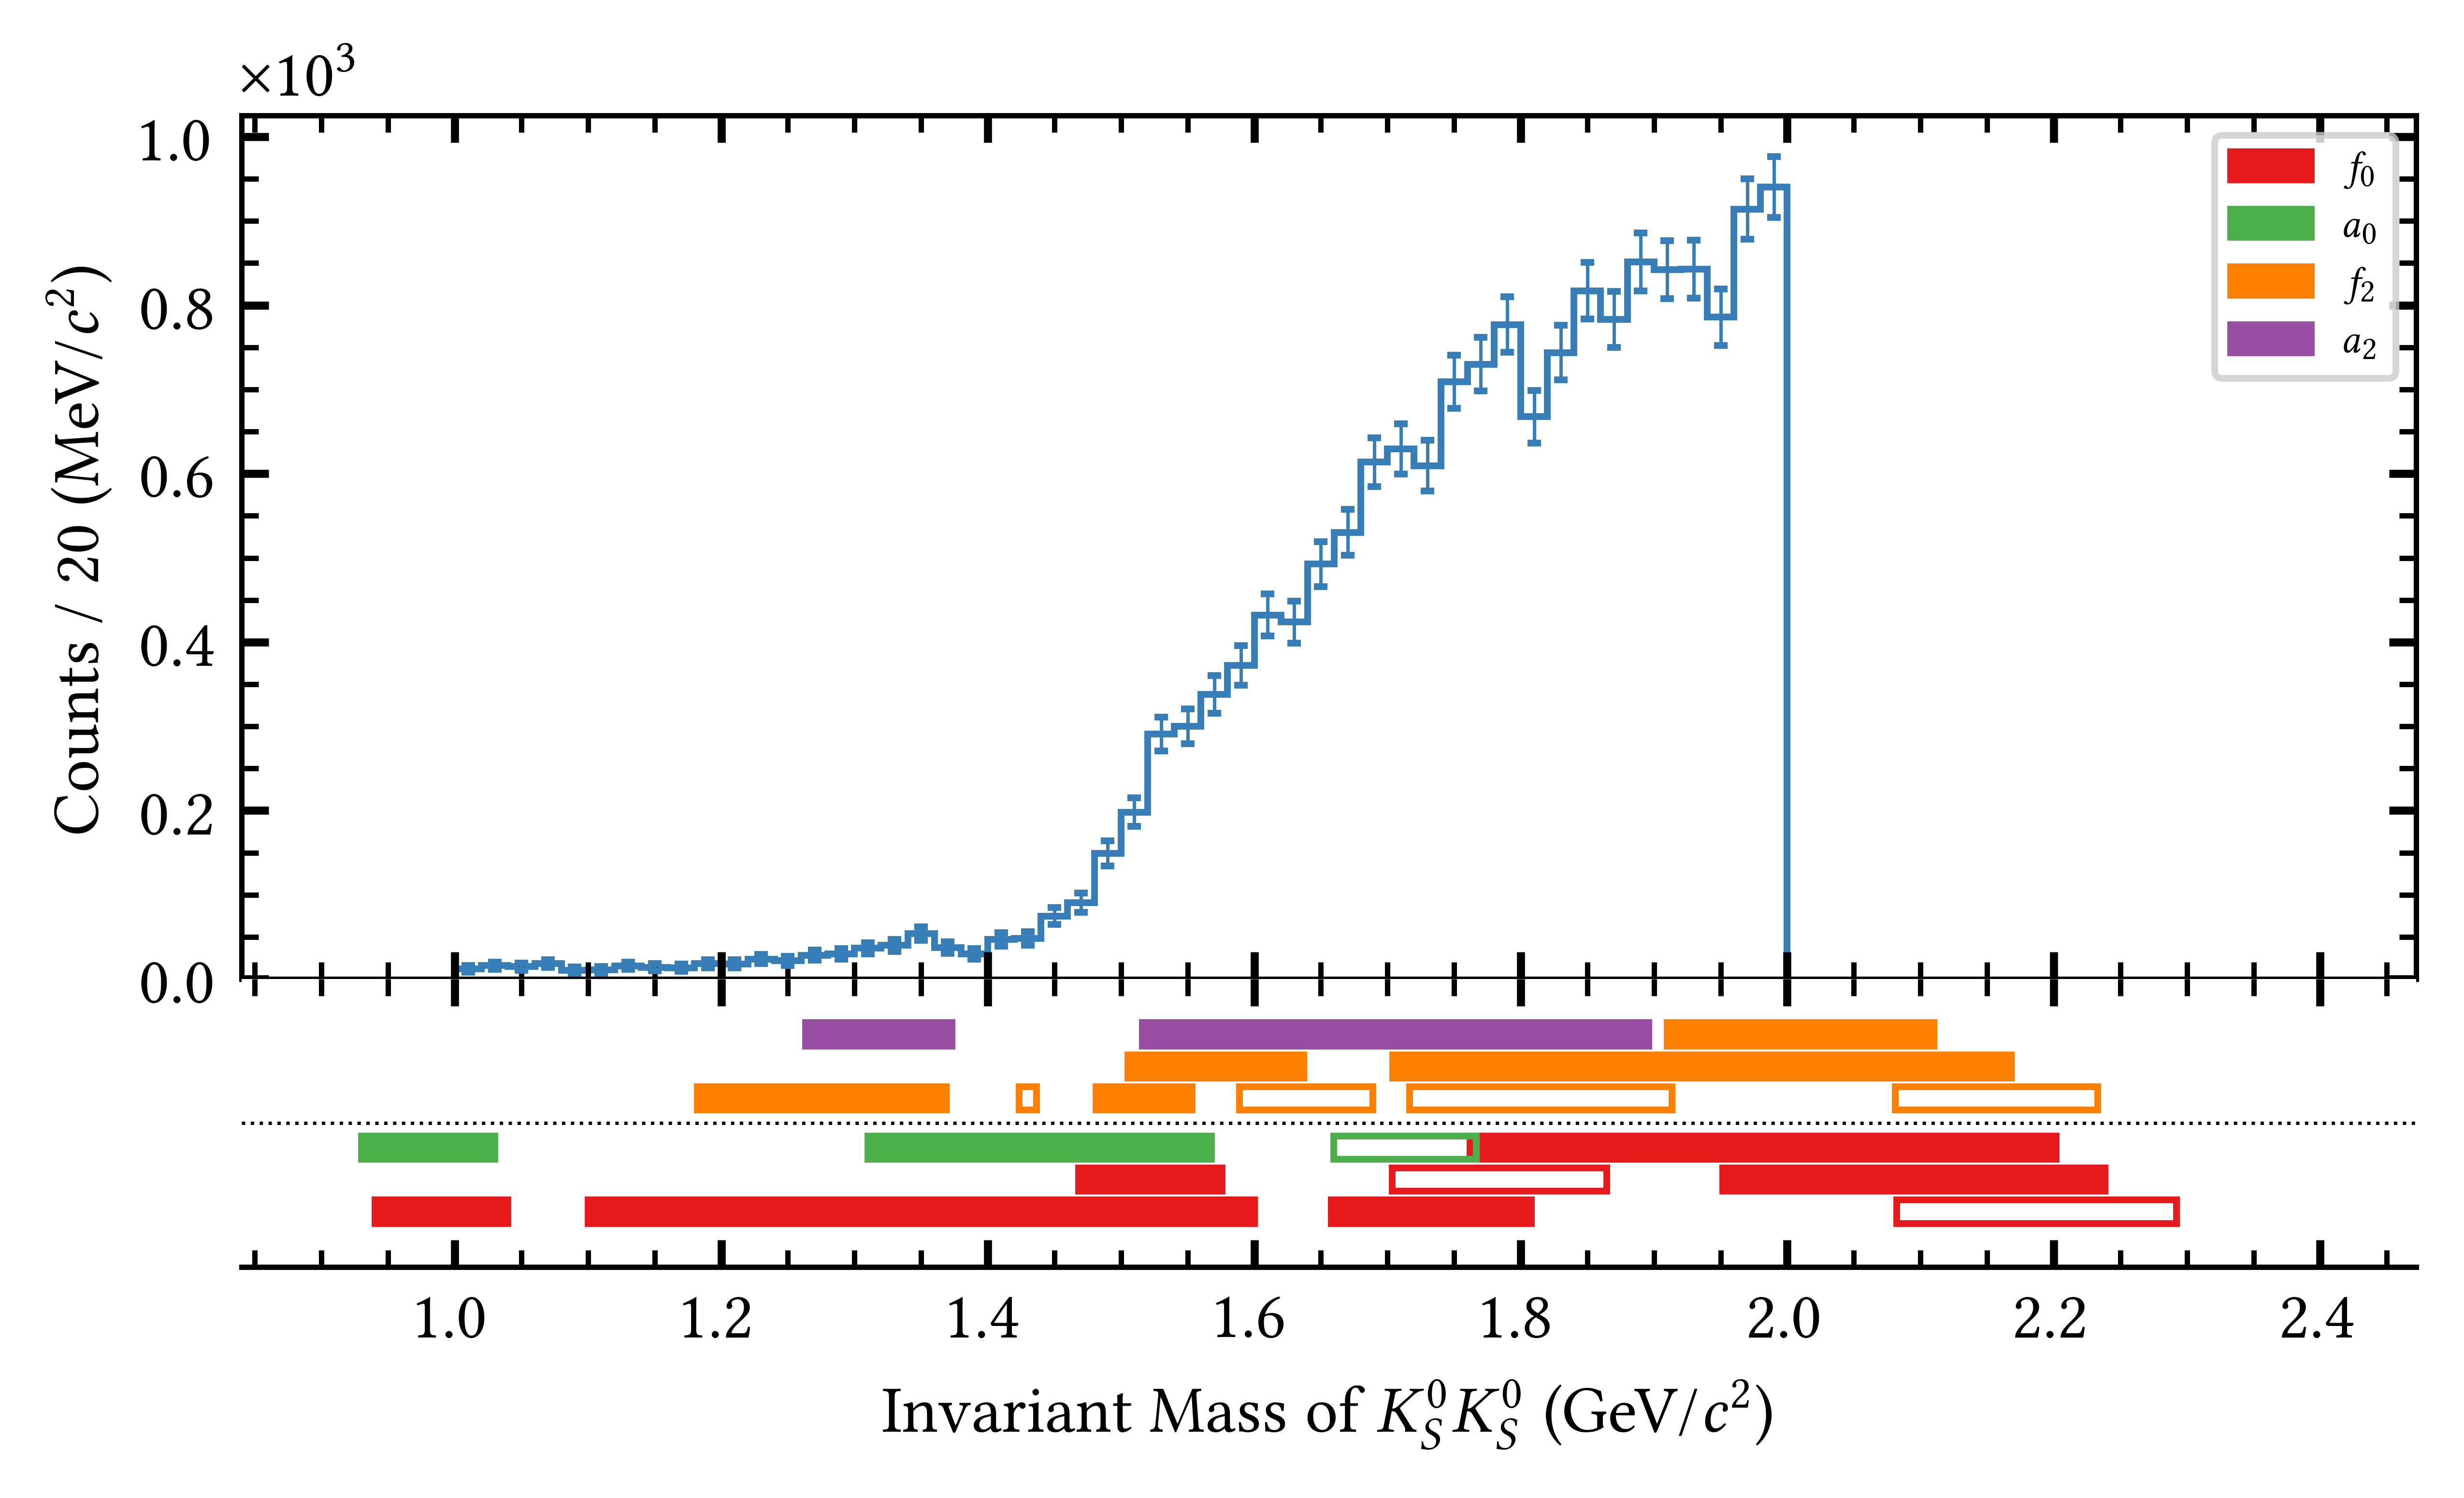 ×10³
1.0
0.8
0.6
0.4
0.2
0.0
Counts / 20 (MeV/c²)
f₀
a₀
f₂
a₂
1.0 1.2 1.4 1.6 1.8 2.0 2.2 2.4
Invariant Mass of K⁰_S K⁰_S (GeV/c²)